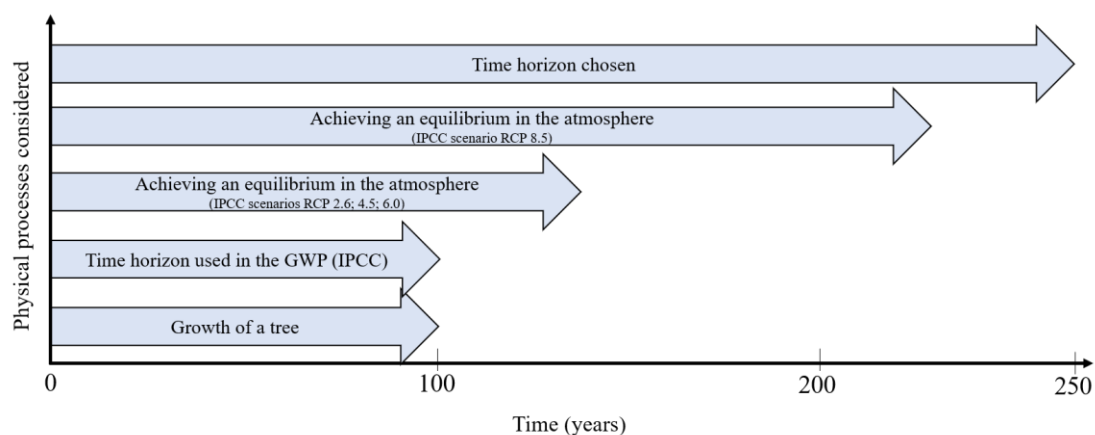 Physical processes considered
Time horizon chosen
Achieving an equilibrium in the atmosphere
(IPCC scenario RCP 8.5)
Achieving an equilibrium in the atmosphere
(IPCC scenarios RCP 2.6; 4.5; 6.0)
Time horizon used in the GWP (IPCC)
Growth of a tree
0 100 200 250
Time (years)